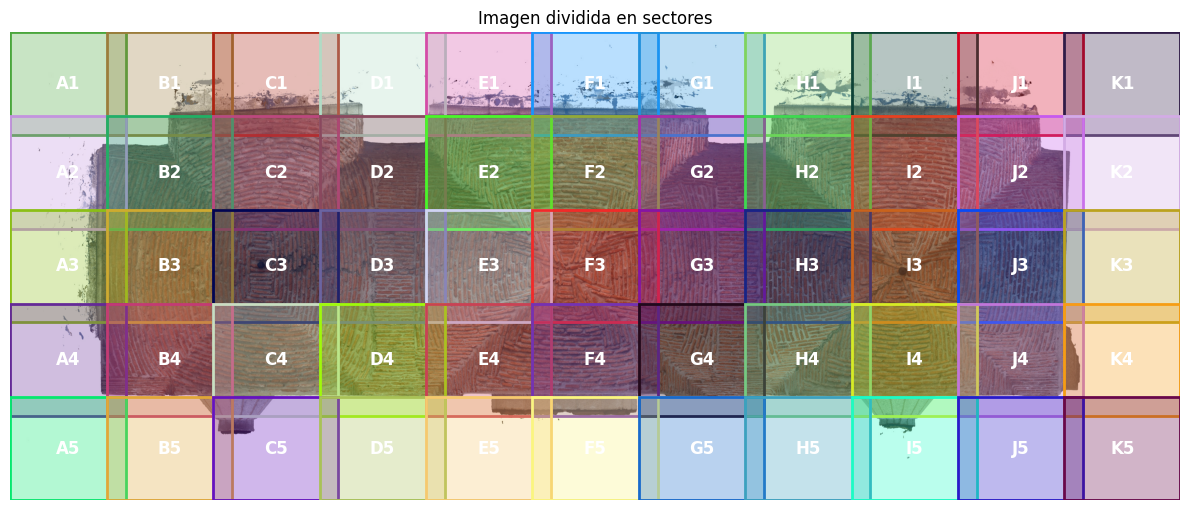 Imagen dividida en sectores
A1 B1 C1 D1 E1 F1 G1 H1 I1 J1 K1
A2 B2 C2 D2 E2 F2 G2 H2 I2 J2 K2
A3 B3 C3 D3 E3 F3 G3 H3 I3 J3 K3
A4 B4 C4 D4 E4 F4 G4 H4 I4 J4 K4
A5 B5 C5 D5 E5 F5 G5 H5 I5 J5 K5